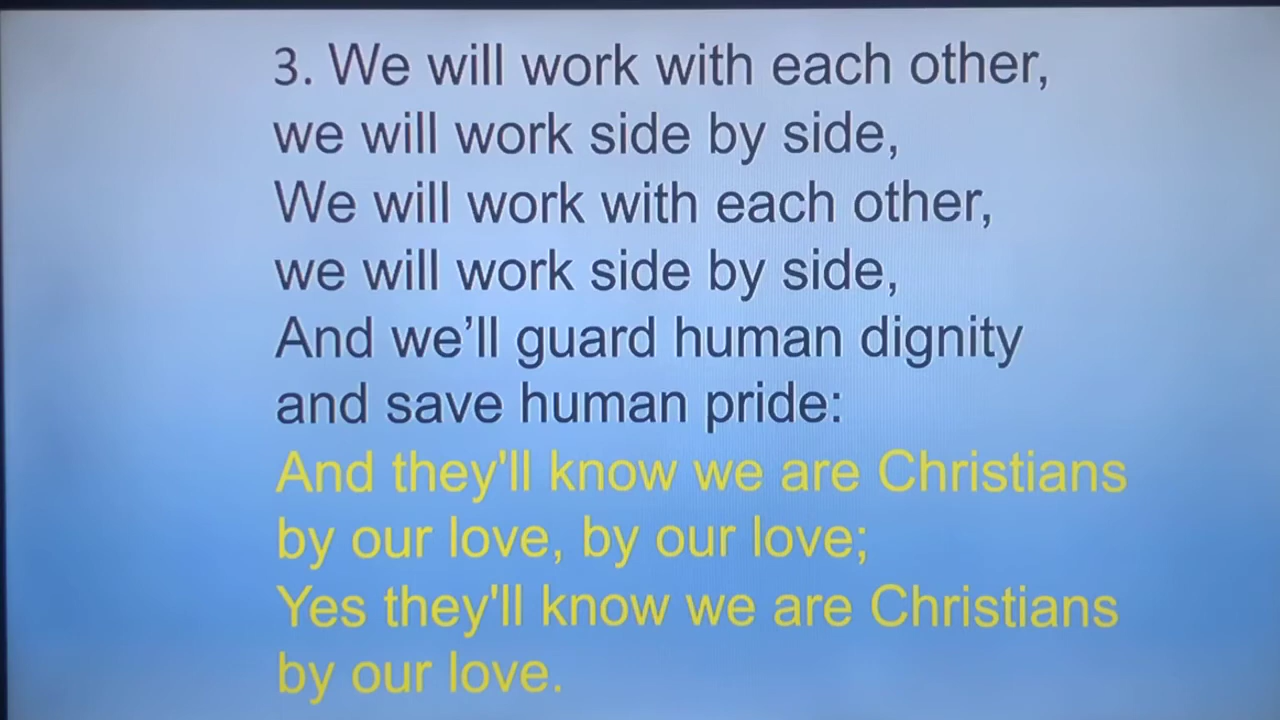 3. We will work with each other,
we will work side by side,
We will work with each other,
we will work side by side,
And we’ll guard human dignity
and save human pride:
And they'll know we are Christians
by our love, by our love;
Yes they'll know we are Christians
by our love.